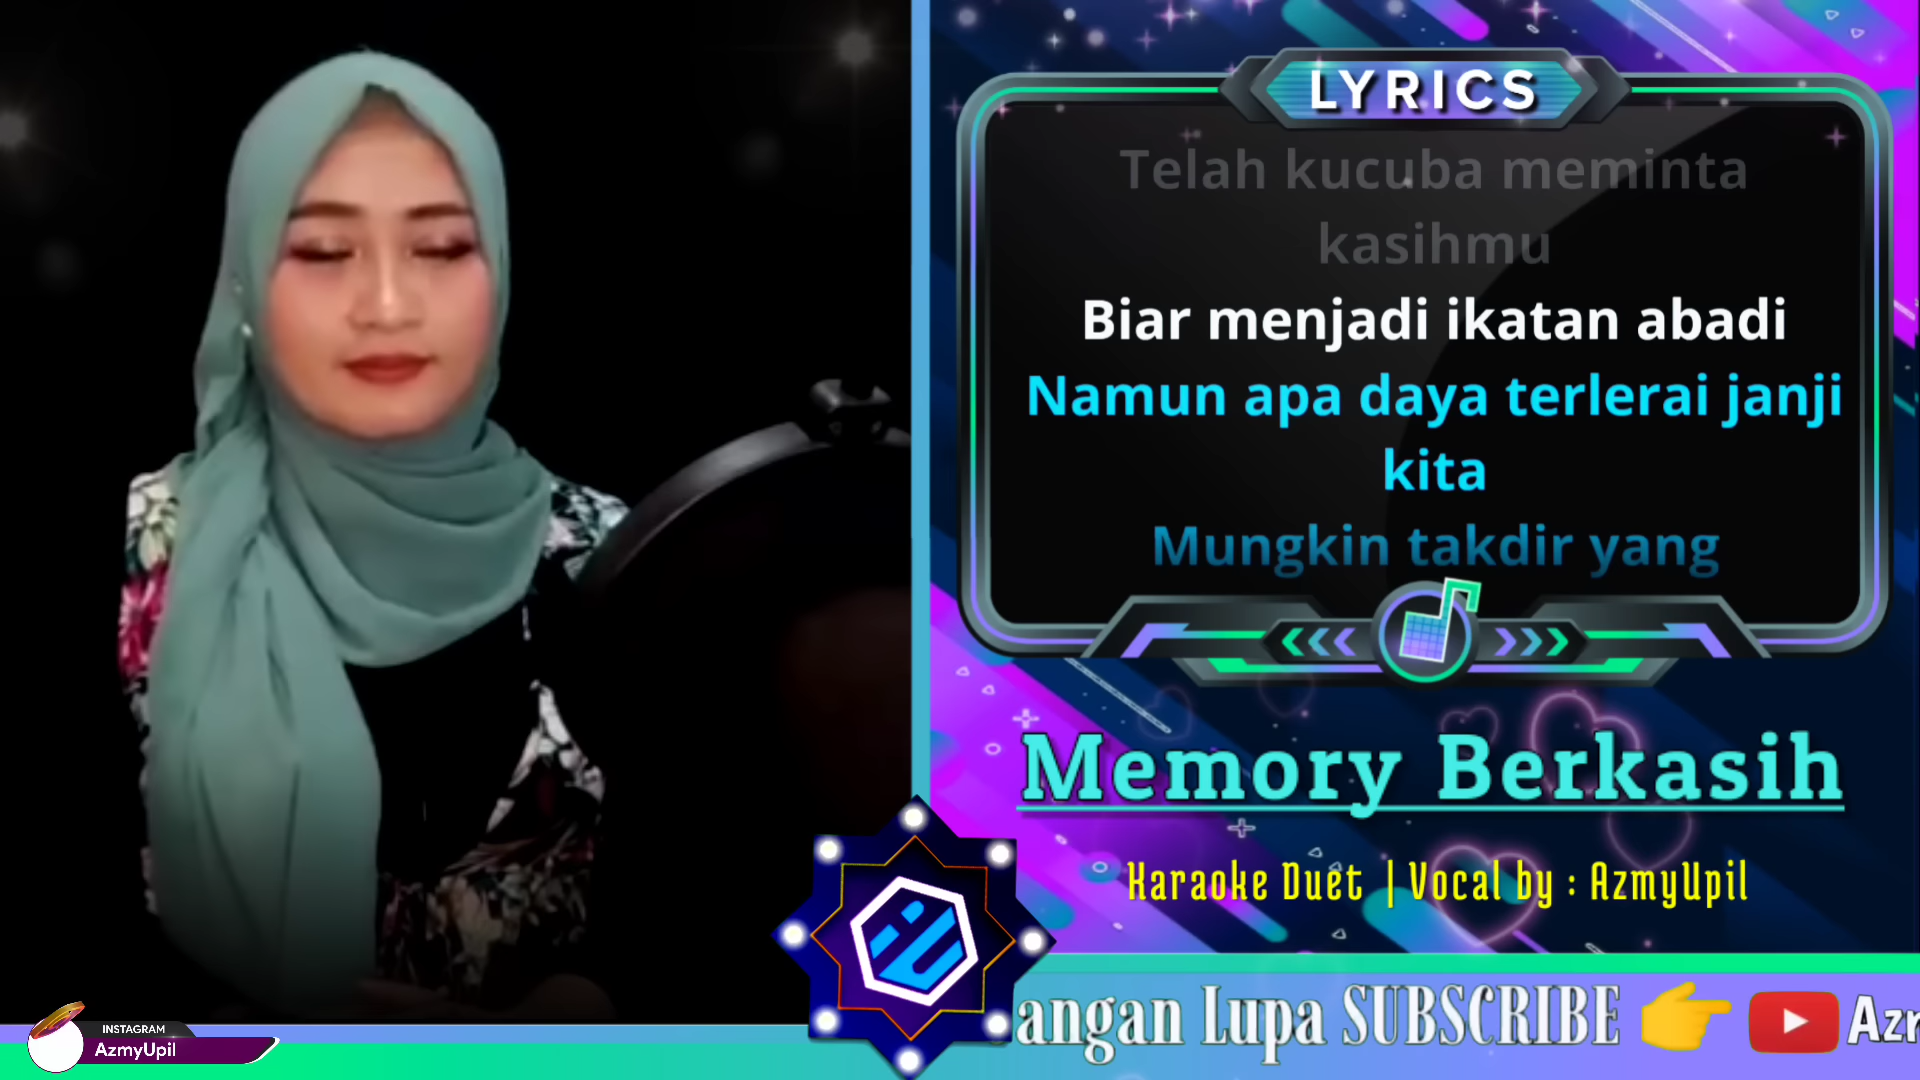 LYRICS
Telah kucuba meminta
kasihmu
Biar menjadi ikatan abadi
Namun apa daya terlerai janji
kita
Mungkin takdir yang
Memory Berkasih
Karaoke Duet | Vocal by : AzmyUpil
angan Lupa SUBSCRIBE
INSTAGRAM
AzmyUpil